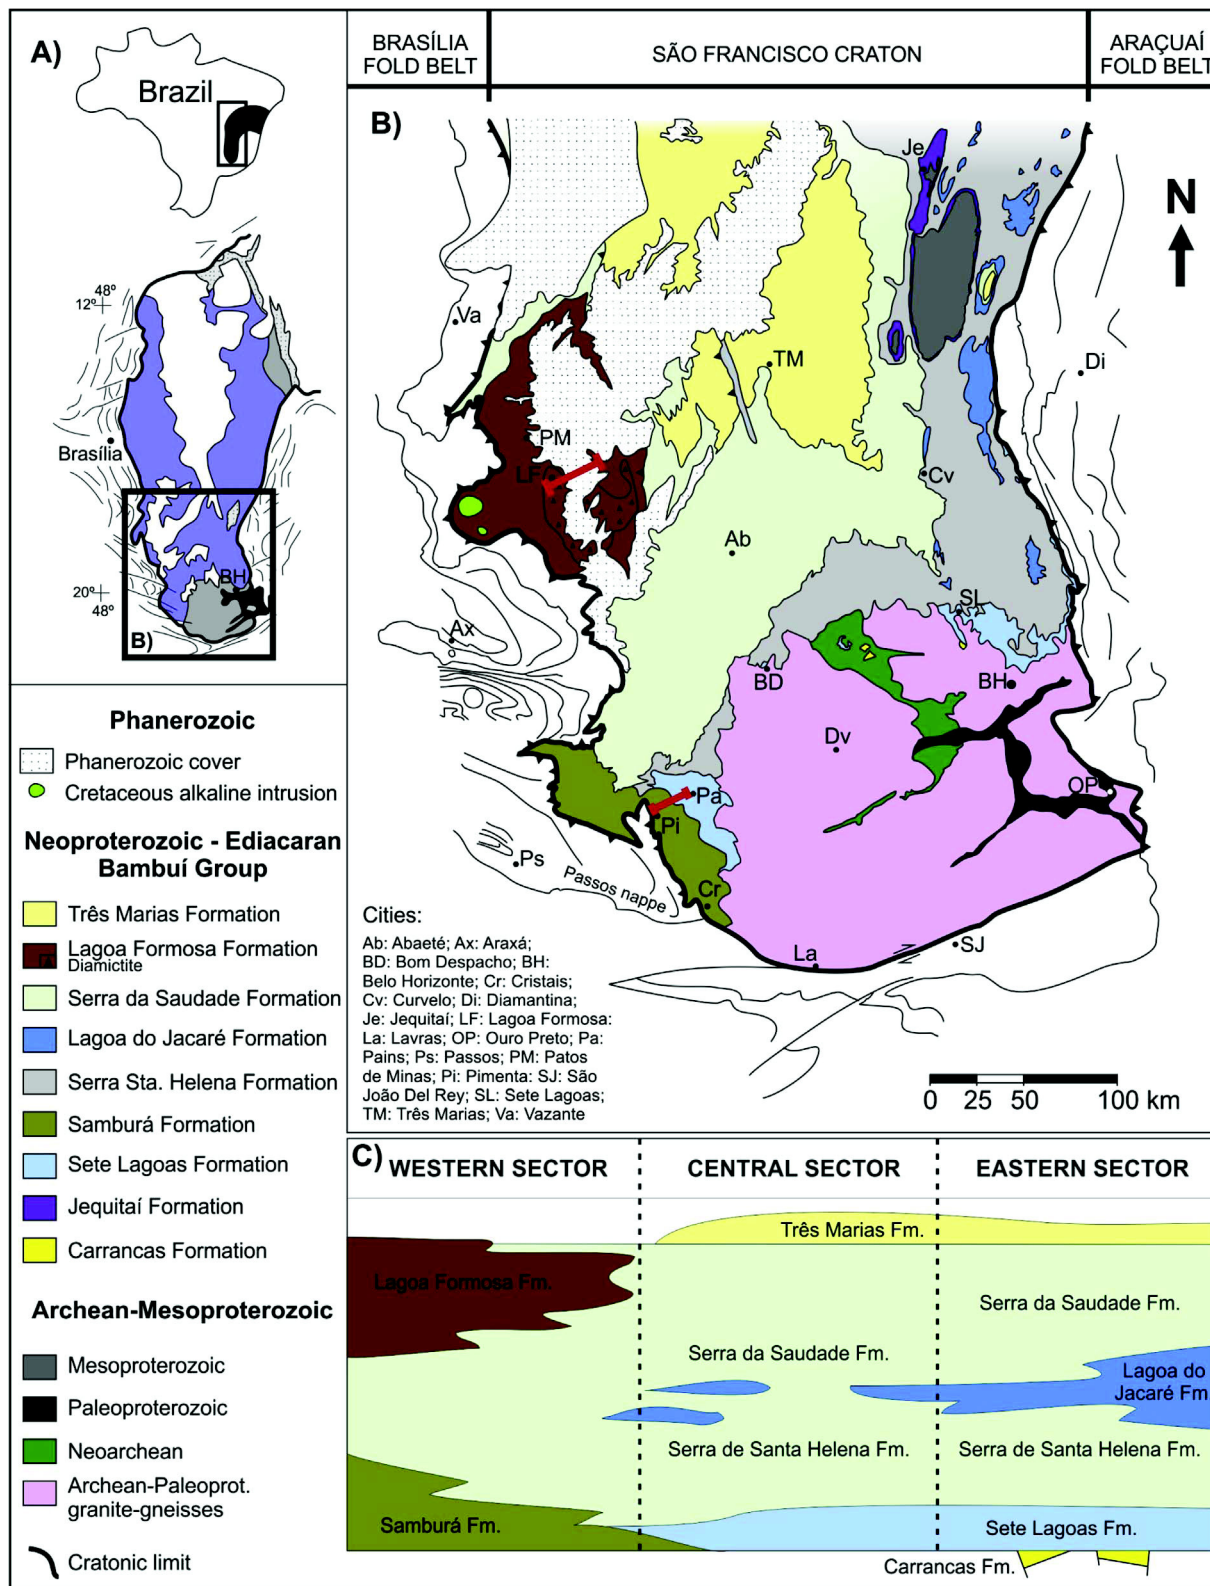 BRASÍLIA
FOLD BELT
SÃO FRANCISCO CRATON
ARAÇUAÍ
FOLD BELT
A)
Brazil
12º
48º
Brasília
BH
20º
48º
B)
B)
N
Je
Va
TM
Di
PM
LF
Cv
Ab
SL
Ax
BD
BH
Dv
OP
Pa
Pi
Ps
Passos nappe
Cr
La
SJ
Cities:
Ab: Abaeté; Ax: Araxá;
BD: Bom Despacho; BH:
Belo Horizonte; Cr: Cristais;
Cv: Curvelo; Di: Diamantina;
Je: Jequitaí; LF: Lagoa Formosa:
La: Lavras; OP: Ouro Preto; Pa:
Pains; Ps: Passos; PM: Patos
de Minas; Pi: Pimenta: SJ: São
João Del Rey; SL: Sete Lagoas;
TM: Três Marias; Va: Vazante
0 25 50 100 km
Phanerozoic
Phanerozoic cover
Cretaceous alkaline intrusion
Neoproterozoic - Ediacaran
Bambuí Group
Três Marias Formation
Lagoa Formosa Formation
Diamictite
Serra da Saudade Formation
Lagoa do Jacaré Formation
Serra Sta. Helena Formation
Samburá Formation
Sete Lagoas Formation
Jequitaí Formation
Carrancas Formation
Archean-Mesoproterozoic
Mesoproterozoic
Paleoproterozoic
Neoarchean
Archean-Paleoprot.
granite-gneisses
Cratonic limit
C)
WESTERN SECTOR
CENTRAL SECTOR
EASTERN SECTOR
Três Marias Fm.
Lagoa Formosa Fm.
Serra da Saudade Fm.
Serra da Saudade Fm.
Lagoa do
Jacaré Fm
Serra de Santa Helena Fm.
Serra de Santa Helena Fm.
Samburá Fm.
Sete Lagoas Fm.
Carrancas Fm.